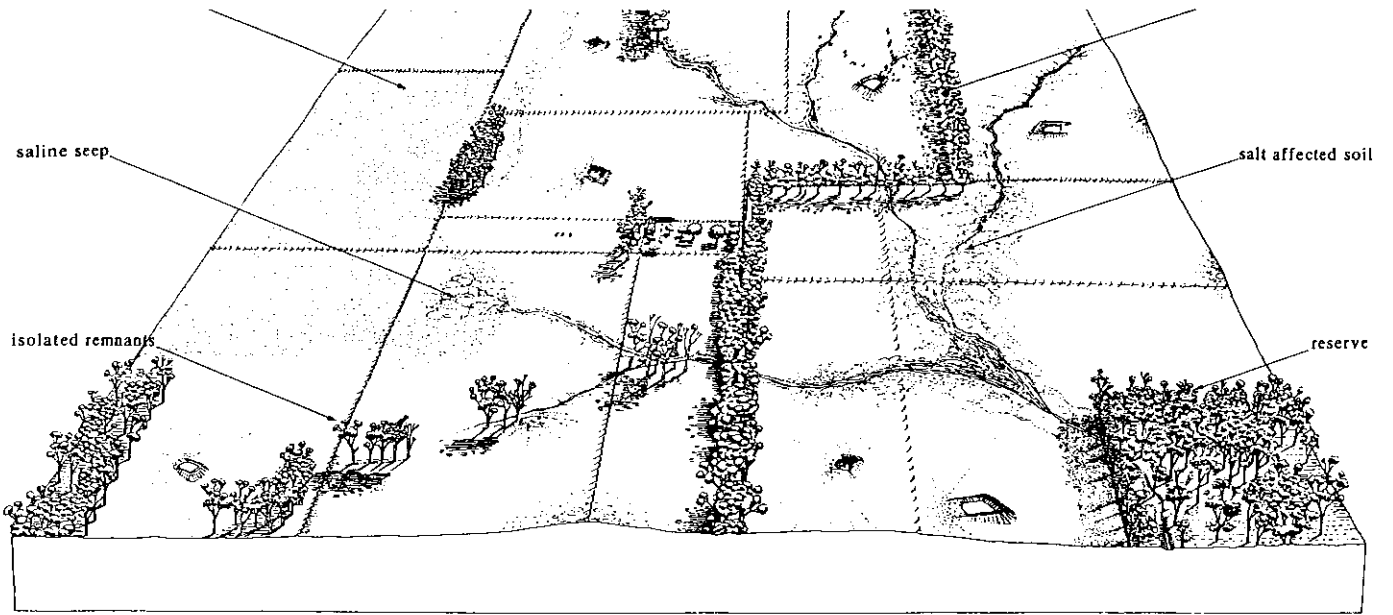 saline seep
salt affected soil
isolated remnants
reserve